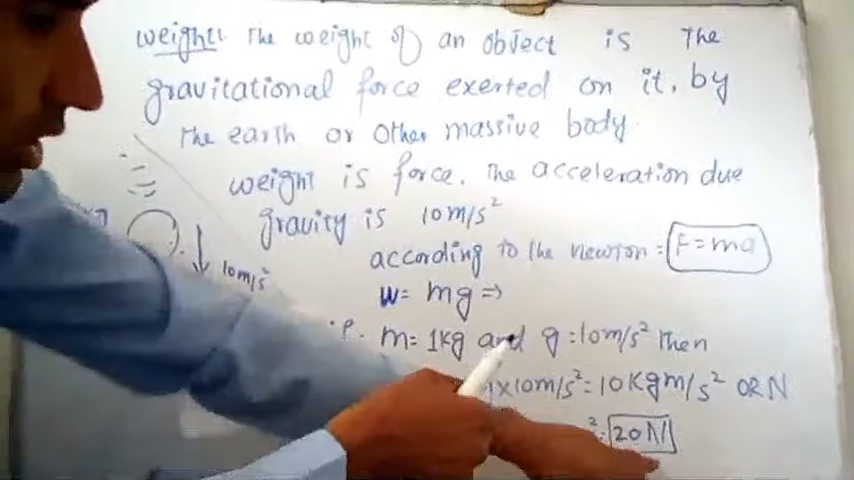 weight: The weight of an object is The
gravitational force exerted on it, by
The earth or other massive body.
weight is force. The acceleration due
gravity is 10m/s²
10m/s²
according to the newton = F=ma
w= mg ⇒
m= 1kg and g=10m/s² then
1x10m/s² = 10Kgm/s² OR N
20N